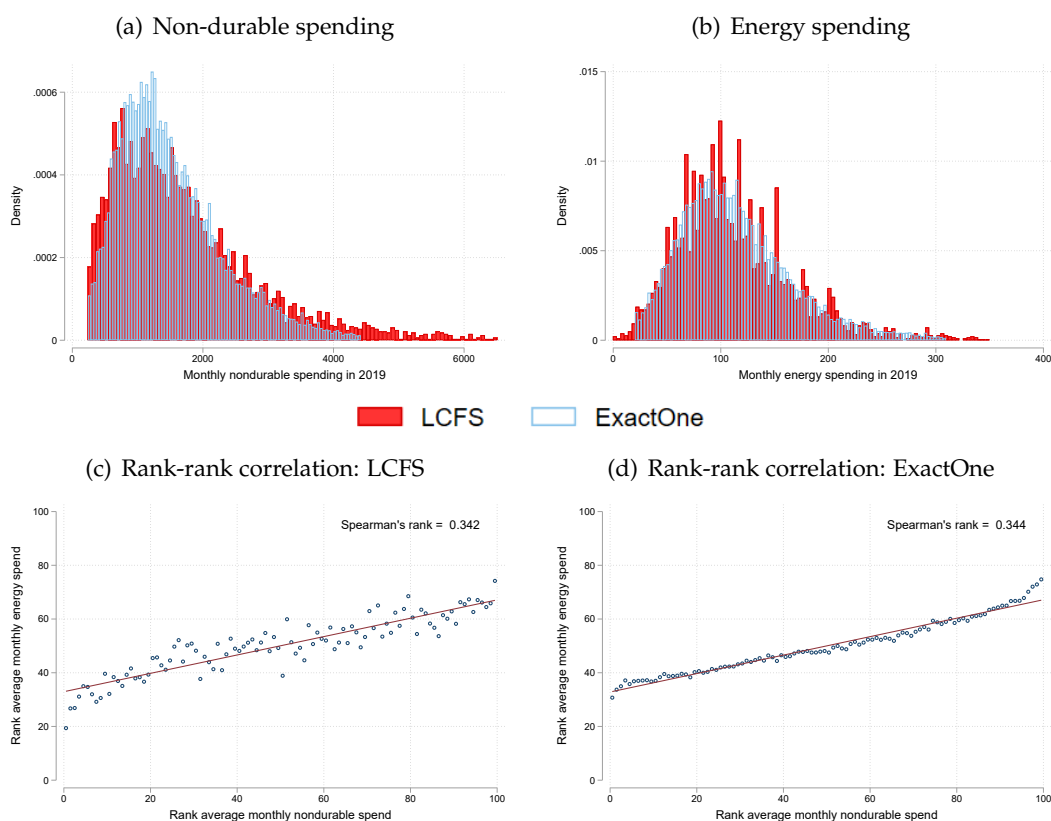 (a) Non-durable spending
(b) Energy spending
Density
.0006
.0004
.0002
0
0
2000
4000
6000
Monthly nondurable spending in 2019
Density
.015
.01
.005
0
0
100
200
300
400
Monthly energy spending in 2019
LCFS
ExactOne
(c) Rank-rank correlation: LCFS
(d) Rank-rank correlation: ExactOne
Rank average monthly energy spend
100
80
60
40
20
0
Spearman's rank = 0.342
0
20
40
60
80
100
Rank average monthly nondurable spend
Rank average monthly energy spend
100
80
60
40
20
0
Spearman's rank = 0.344
0
20
40
60
80
100
Rank average monthly nondurable spend